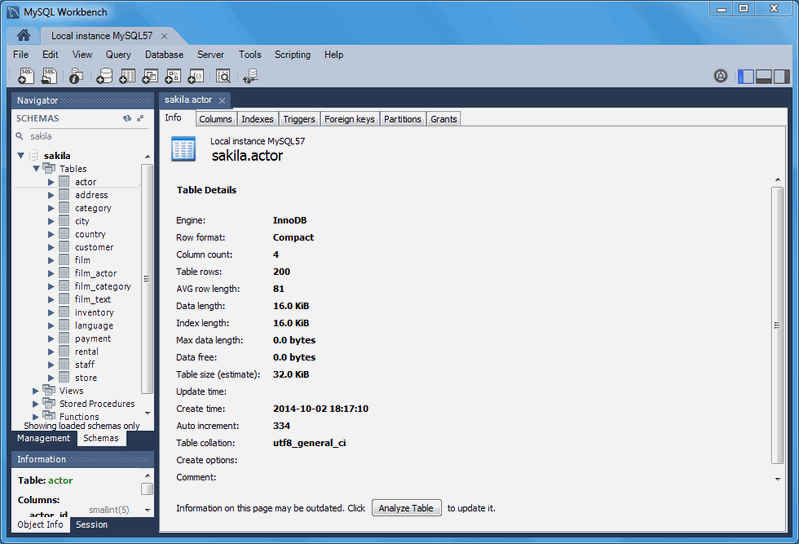 MySQL Workbench
Local instance MySQL57
File Edit View Query Database Server Tools Scripting Help
Navigator
SCHEMAS
sakila
sakila
Tables
actor
address
category
city
country
customer
film
film_actor
film_category
film_text
inventory
language
payment
rental
staff
store
Views
Stored Procedures
Functions
Showing loaded schemas only
Management Schemas
Information
Table: actor
Columns:
actor_id smallint(5)
Object Info Session
sakila.actor
Info Columns Indexes Triggers Foreign keys Partitions Grants
Local instance MySQL57
sakila.actor
Table Details
Engine: InnoDB
Row format: Compact
Column count: 4
Table rows: 200
AVG row length: 81
Data length: 16.0 KiB
Index length: 16.0 KiB
Max data length: 0.0 bytes
Data free: 0.0 bytes
Table size (estimate): 32.0 KiB
Update time:
Create time: 2014-10-02 18:17:10
Auto increment: 334
Table collation: utf8_general_ci
Create options:
Comment:
Information on this page may be outdated. Click Analyze Table to update it.